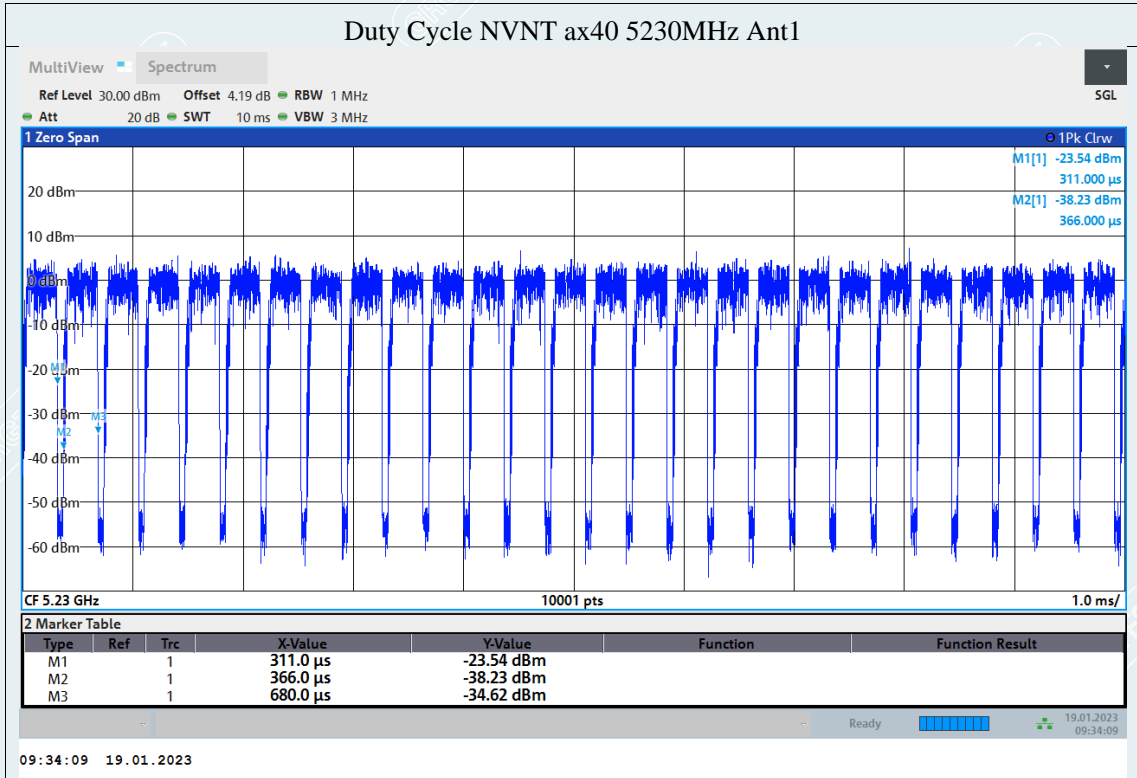 Duty Cycle NVNT ax40 5230MHz Ant1
MultiView Spectrum
Ref Level 30.00 dBm Offset 4.19 dB RBW 1 MHz SGL
Att 20 dB SWT 10 ms VBW 3 MHz
1 Zero Span 1Pk Clrw
M1[1] -23.54 dBm
311.000 µs
M2[1] -38.23 dBm
366.000 µs
20 dBm
10 dBm
0 dBm
-10 dBm
M1
-20 dBm
M3
-30 dBm
M2
-40 dBm
-50 dBm
-60 dBm
CF 5.23 GHz 10001 pts 1.0 ms/
2 Marker Table
Type Ref Trc X-Value Y-Value Function Function Result
M1 1 311.0 µs -23.54 dBm
M2 1 366.0 µs -38.23 dBm
M3 1 680.0 µs -34.62 dBm
Ready 19.01.2023
09:34:09
09:34:09 19.01.2023